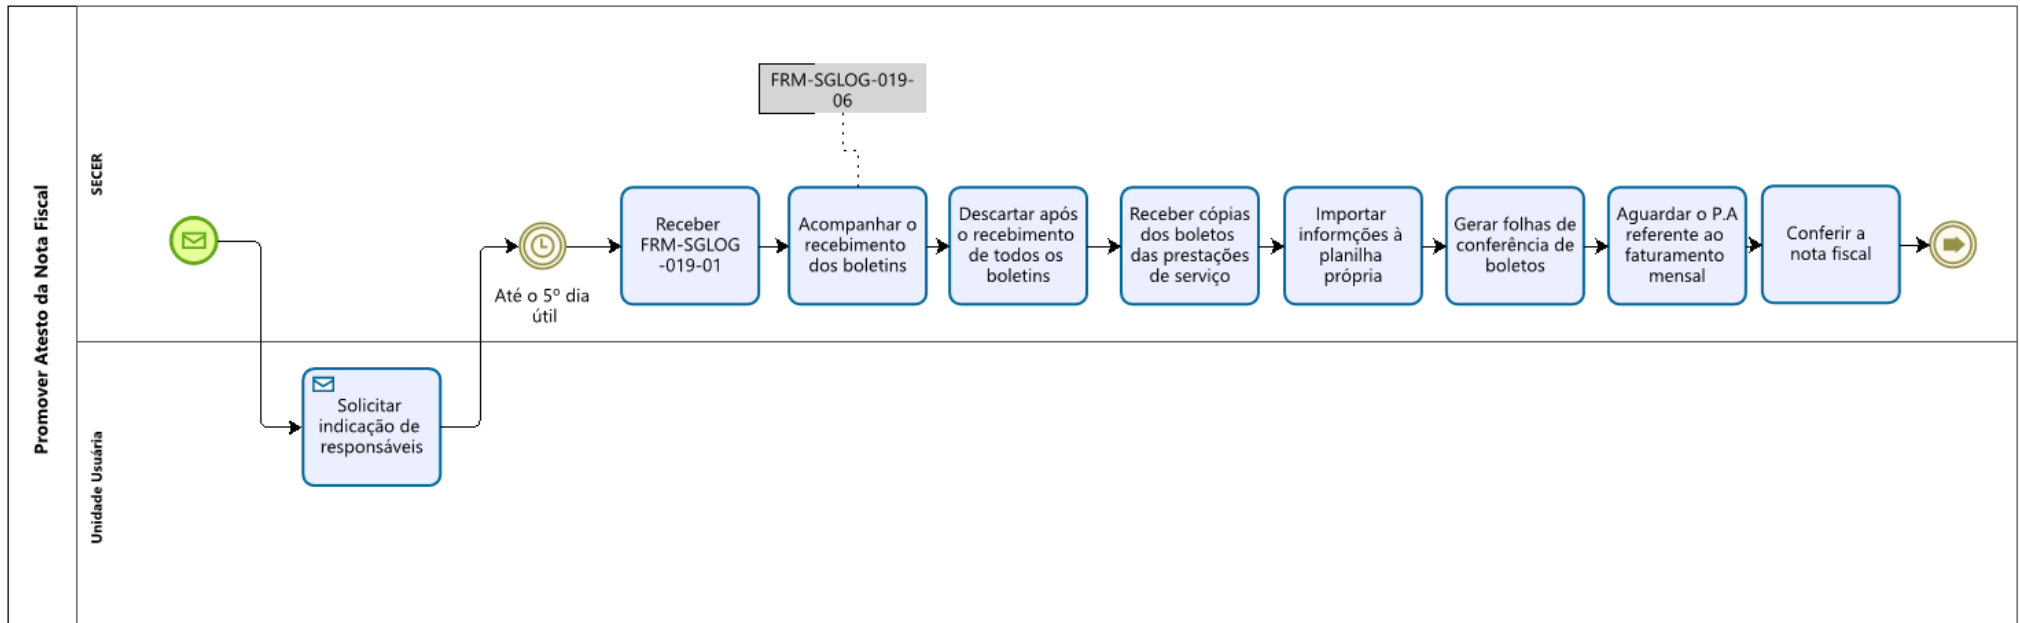 Promover Atesto da Nota Fiscal
SECER
FRM-SGLOG-019-
06
Até o 5º dia
útil
Receber
FRM-SGLOG
-019-01
Acompanhar o
recebimento
dos boletins
Descartar após
o recebimento
de todos os
boletins
Receber cópias
dos boletos
das prestações
de serviço
Importar
informções à
planilha
própria
Gerar folhas de
conferência de
boletos
Aguardar o P.A
referente ao
faturamento
mensal
Conferir a
nota fiscal
Unidade Usuária
Solicitar
indicação de
responsáveis